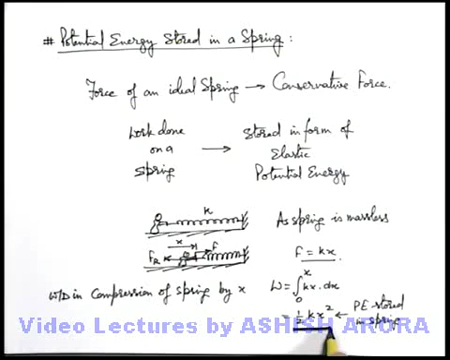 # Potential Energy Stored in a Spring :
Force of an ideal Spring → Conservative Force.
Work done on a Spring → Stored in form of Elastic Potential Energy
k
As spring is massless
x
F
F = kx.
W/D in Compression of Spring by x
W = ∫₀ˣ kx.dx
= ½ kx² ← PE stored in spring
Video Lectures by ASHISH ARORA